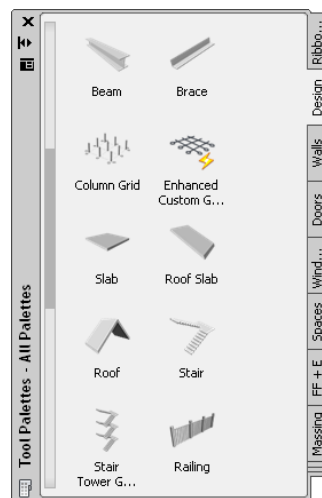 Beam
Brace
Column Grid
Enhanced
Custom G...
Slab
Roof Slab
Roof
Stair
Stair
Tower G...
Railing
Tool Palettes - All Palettes
Ribbo...
Design
Walls
Doors
Wind...
Spaces
FF + E
Massing